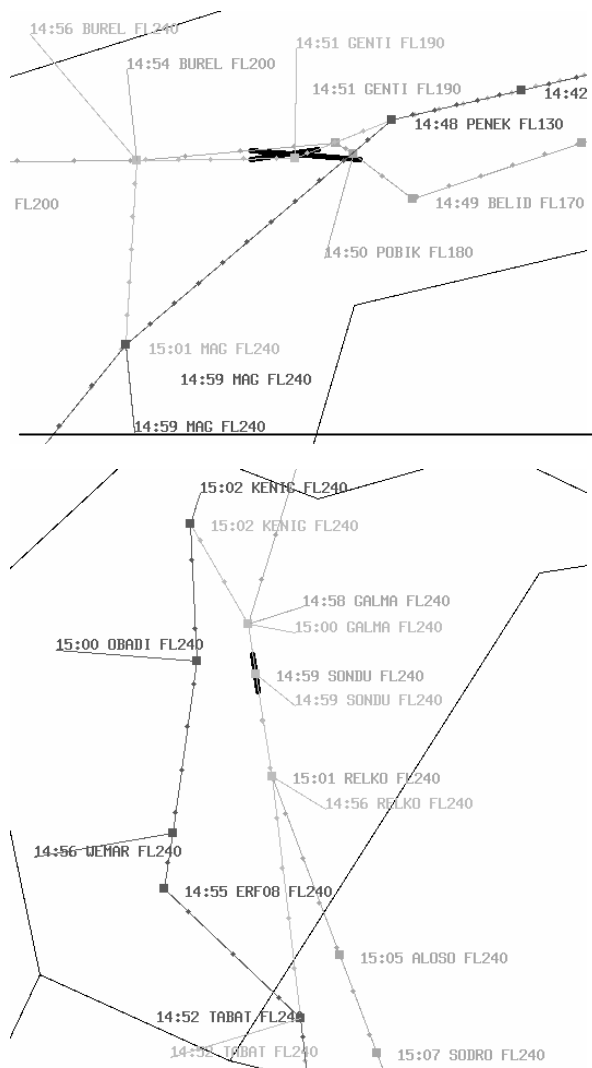 14:56 BUREL FL240
14:51 GENTI FL190
14:54 BUREL FL200
14:51 GENTI FL190
14:42
14:48 PENEK FL130
FL200
14:49 BELID FL170
14:50 POBIK FL180
15:01 MAG FL240
14:59 MAG FL240
14:59 MAG FL240
15:02 KENIG FL240
15:02 KENIG FL240
14:58 GALMA FL240
15:00 GALMA FL240
15:00 OBADI FL240
14:59 SONDU FL240
14:59 SONDU FL240
15:01 RELKO FL240
14:56 RELKO FL240
14:56 WEMAR FL240
14:55 ERF08 FL240
15:05 ALOSO FL240
14:52 TABAT FL240
14:52 TABAT FL240
15:07 SODRO FL240